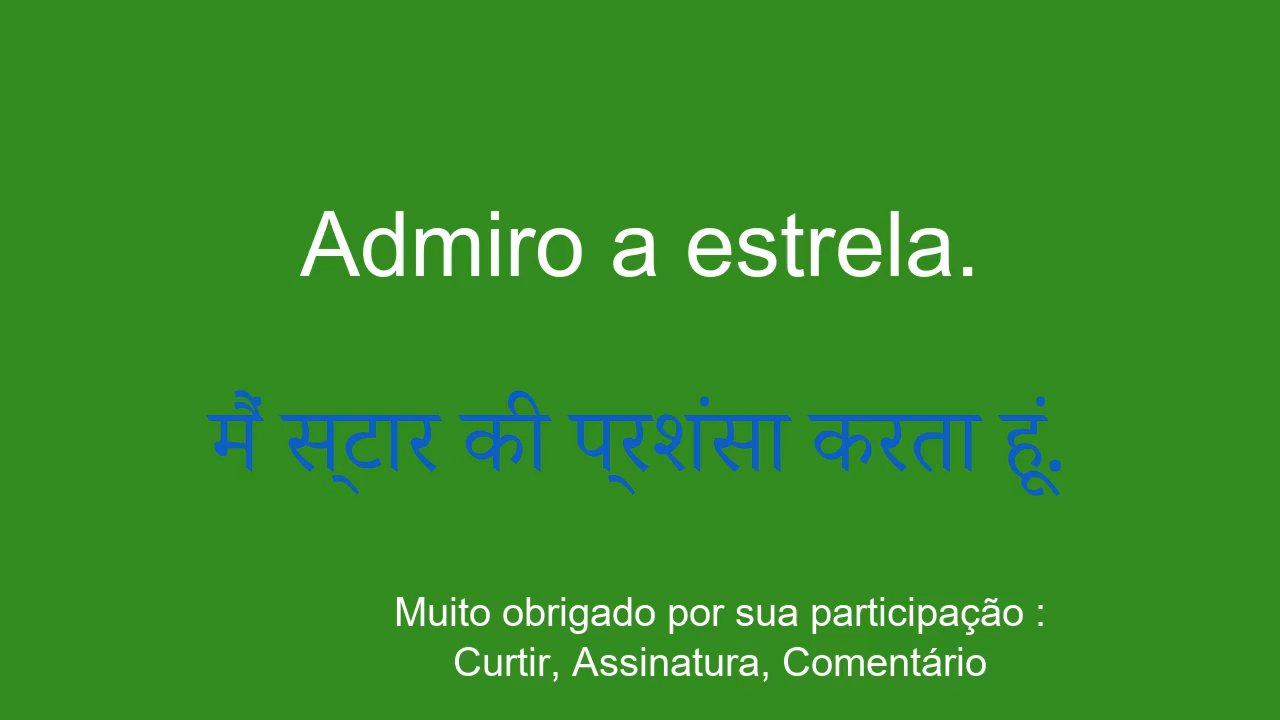 Admiro a estrela.
मैं स्‌टार की प्‌रशंसा करता हूं.
Muito obrigado por sua participação :
Curtir, Assinatura, Comentário